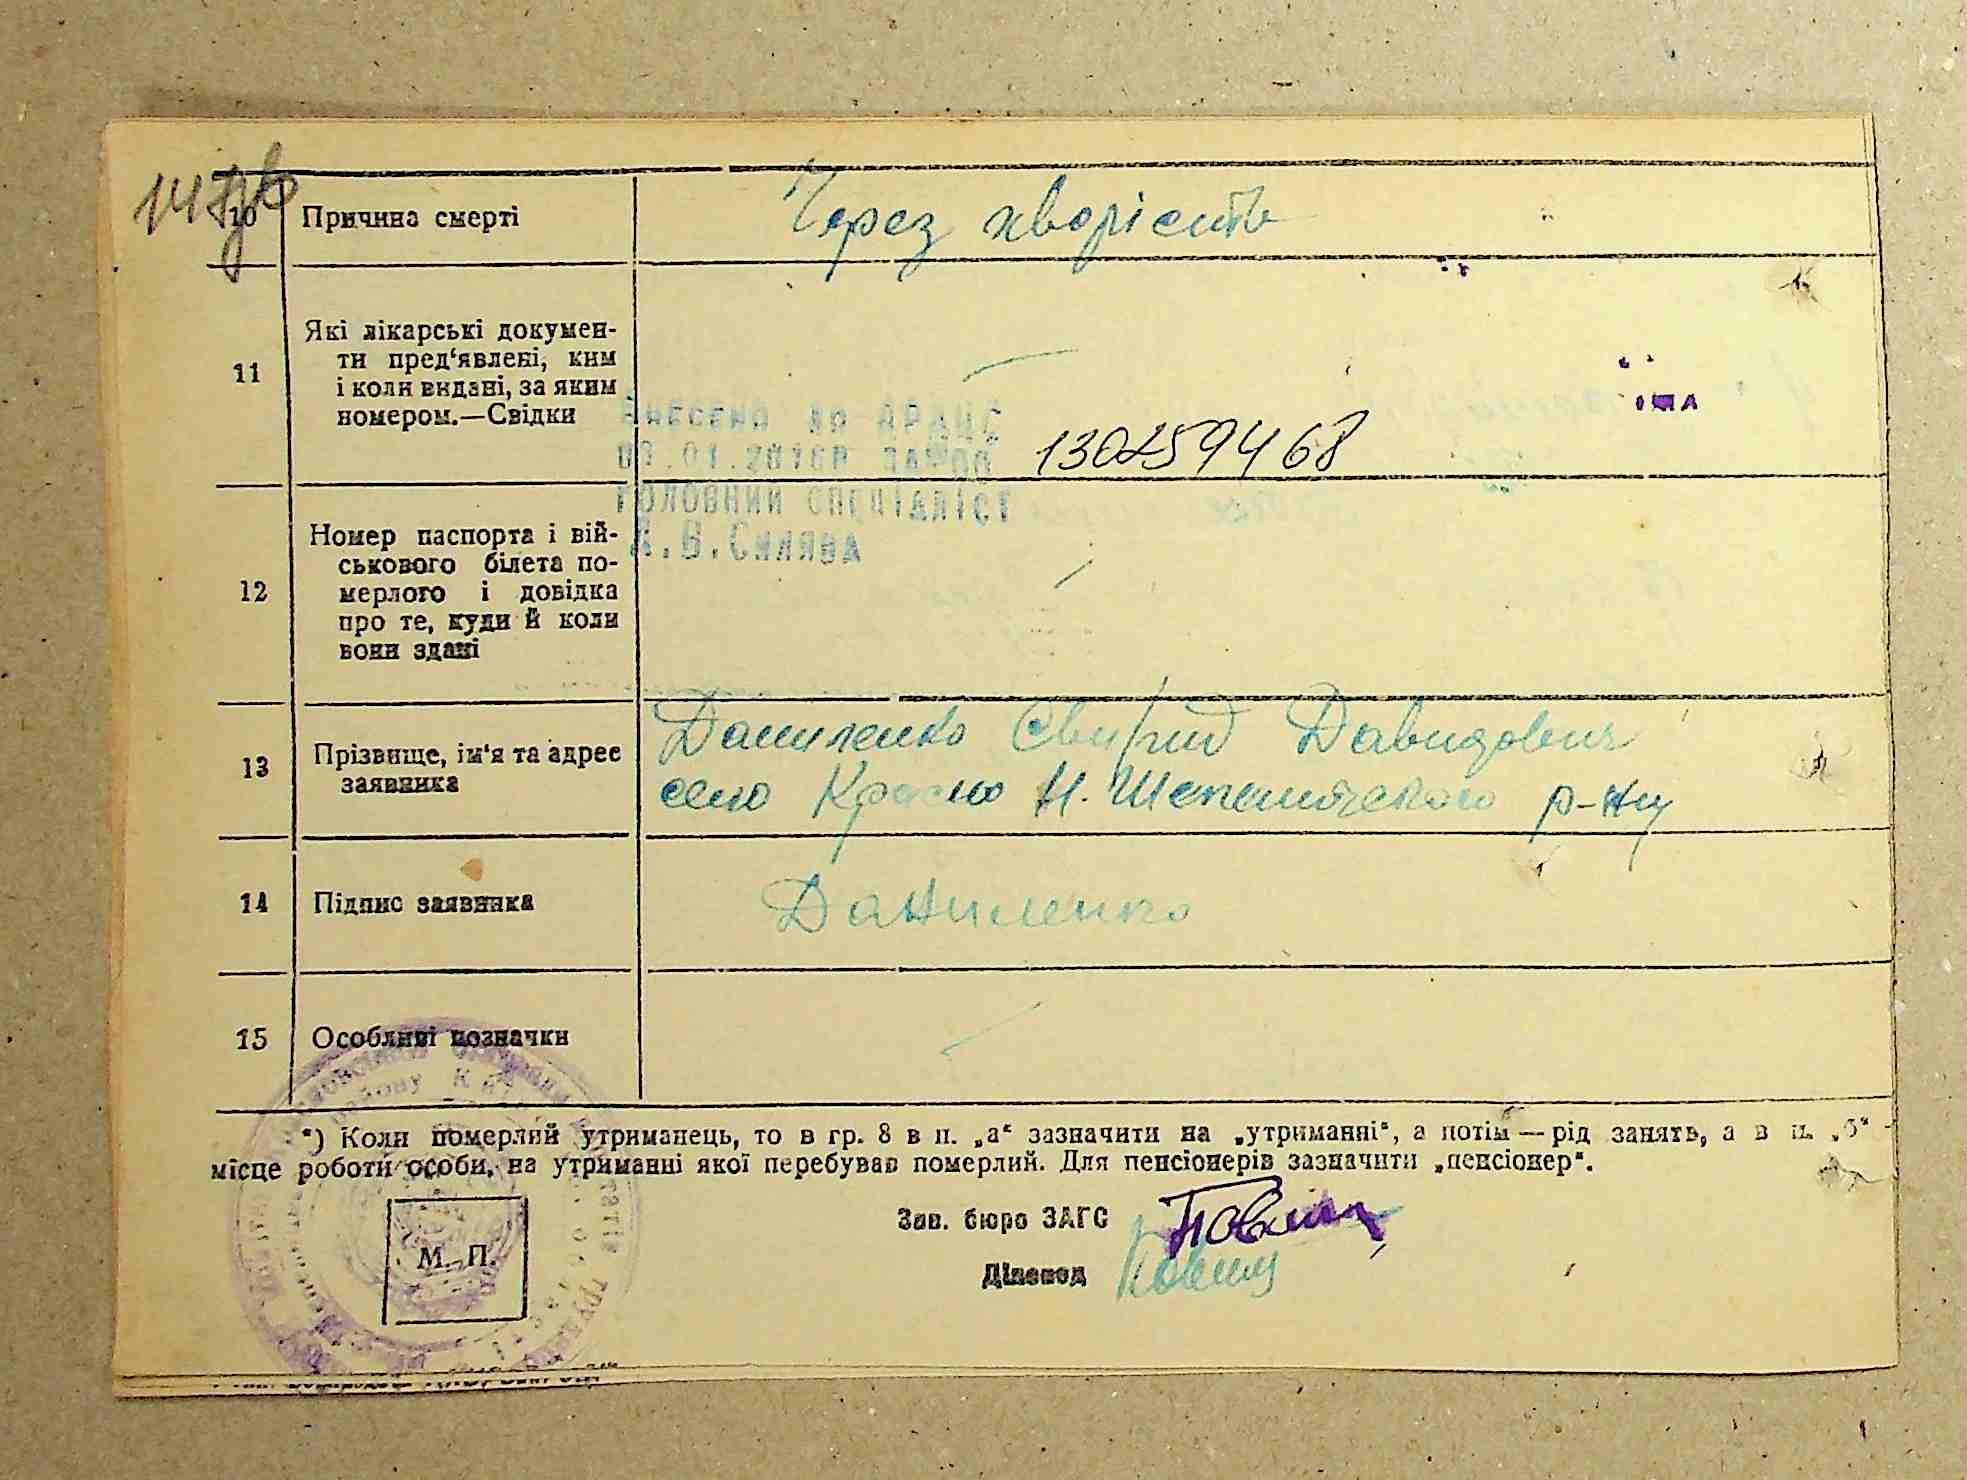 10 Причина смерті Через хворість
11 Які лікарські докумен-
ти пред'явлені, ким
і коли видані, за яким
номером.—Свідки
Внесено до ДРАЦС
ГОЛОВНИЙ СПЕЦІАЛІСТ
В. Силява
130259468
12 Номер паспорта і вій-
ськового білета по-
мерлого і довідка
про те, куди й коли
вони здані
13 Прізвище, ім'я та адрес
заявника
Даниленко Свирид Давидович
село Н. Шепелического р-ну
14 Підпис заявника Даниленко
15 Особливі позначки
*) Коли померлий утриманець, то в гр. 8 в п. „а“ зазначити на „утриманні“, а потім — рід занять, а в п. „б“ -
місце роботи особи, на утриманні якої перебував померлий. Для пенсіонерів зазначити „пенсіонер“.
Зав. бюро ЗАГС
М. П.
Діловод